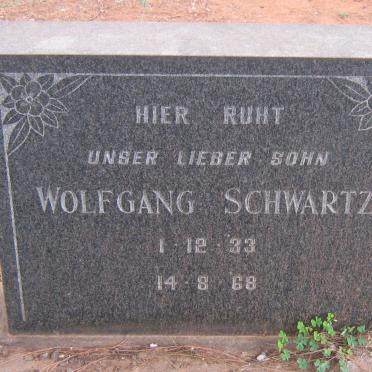 HIER RUHT
UNSER LIEBER SOHN
WOLFGANG SCHWARTZ
1·12·33
14·8·68